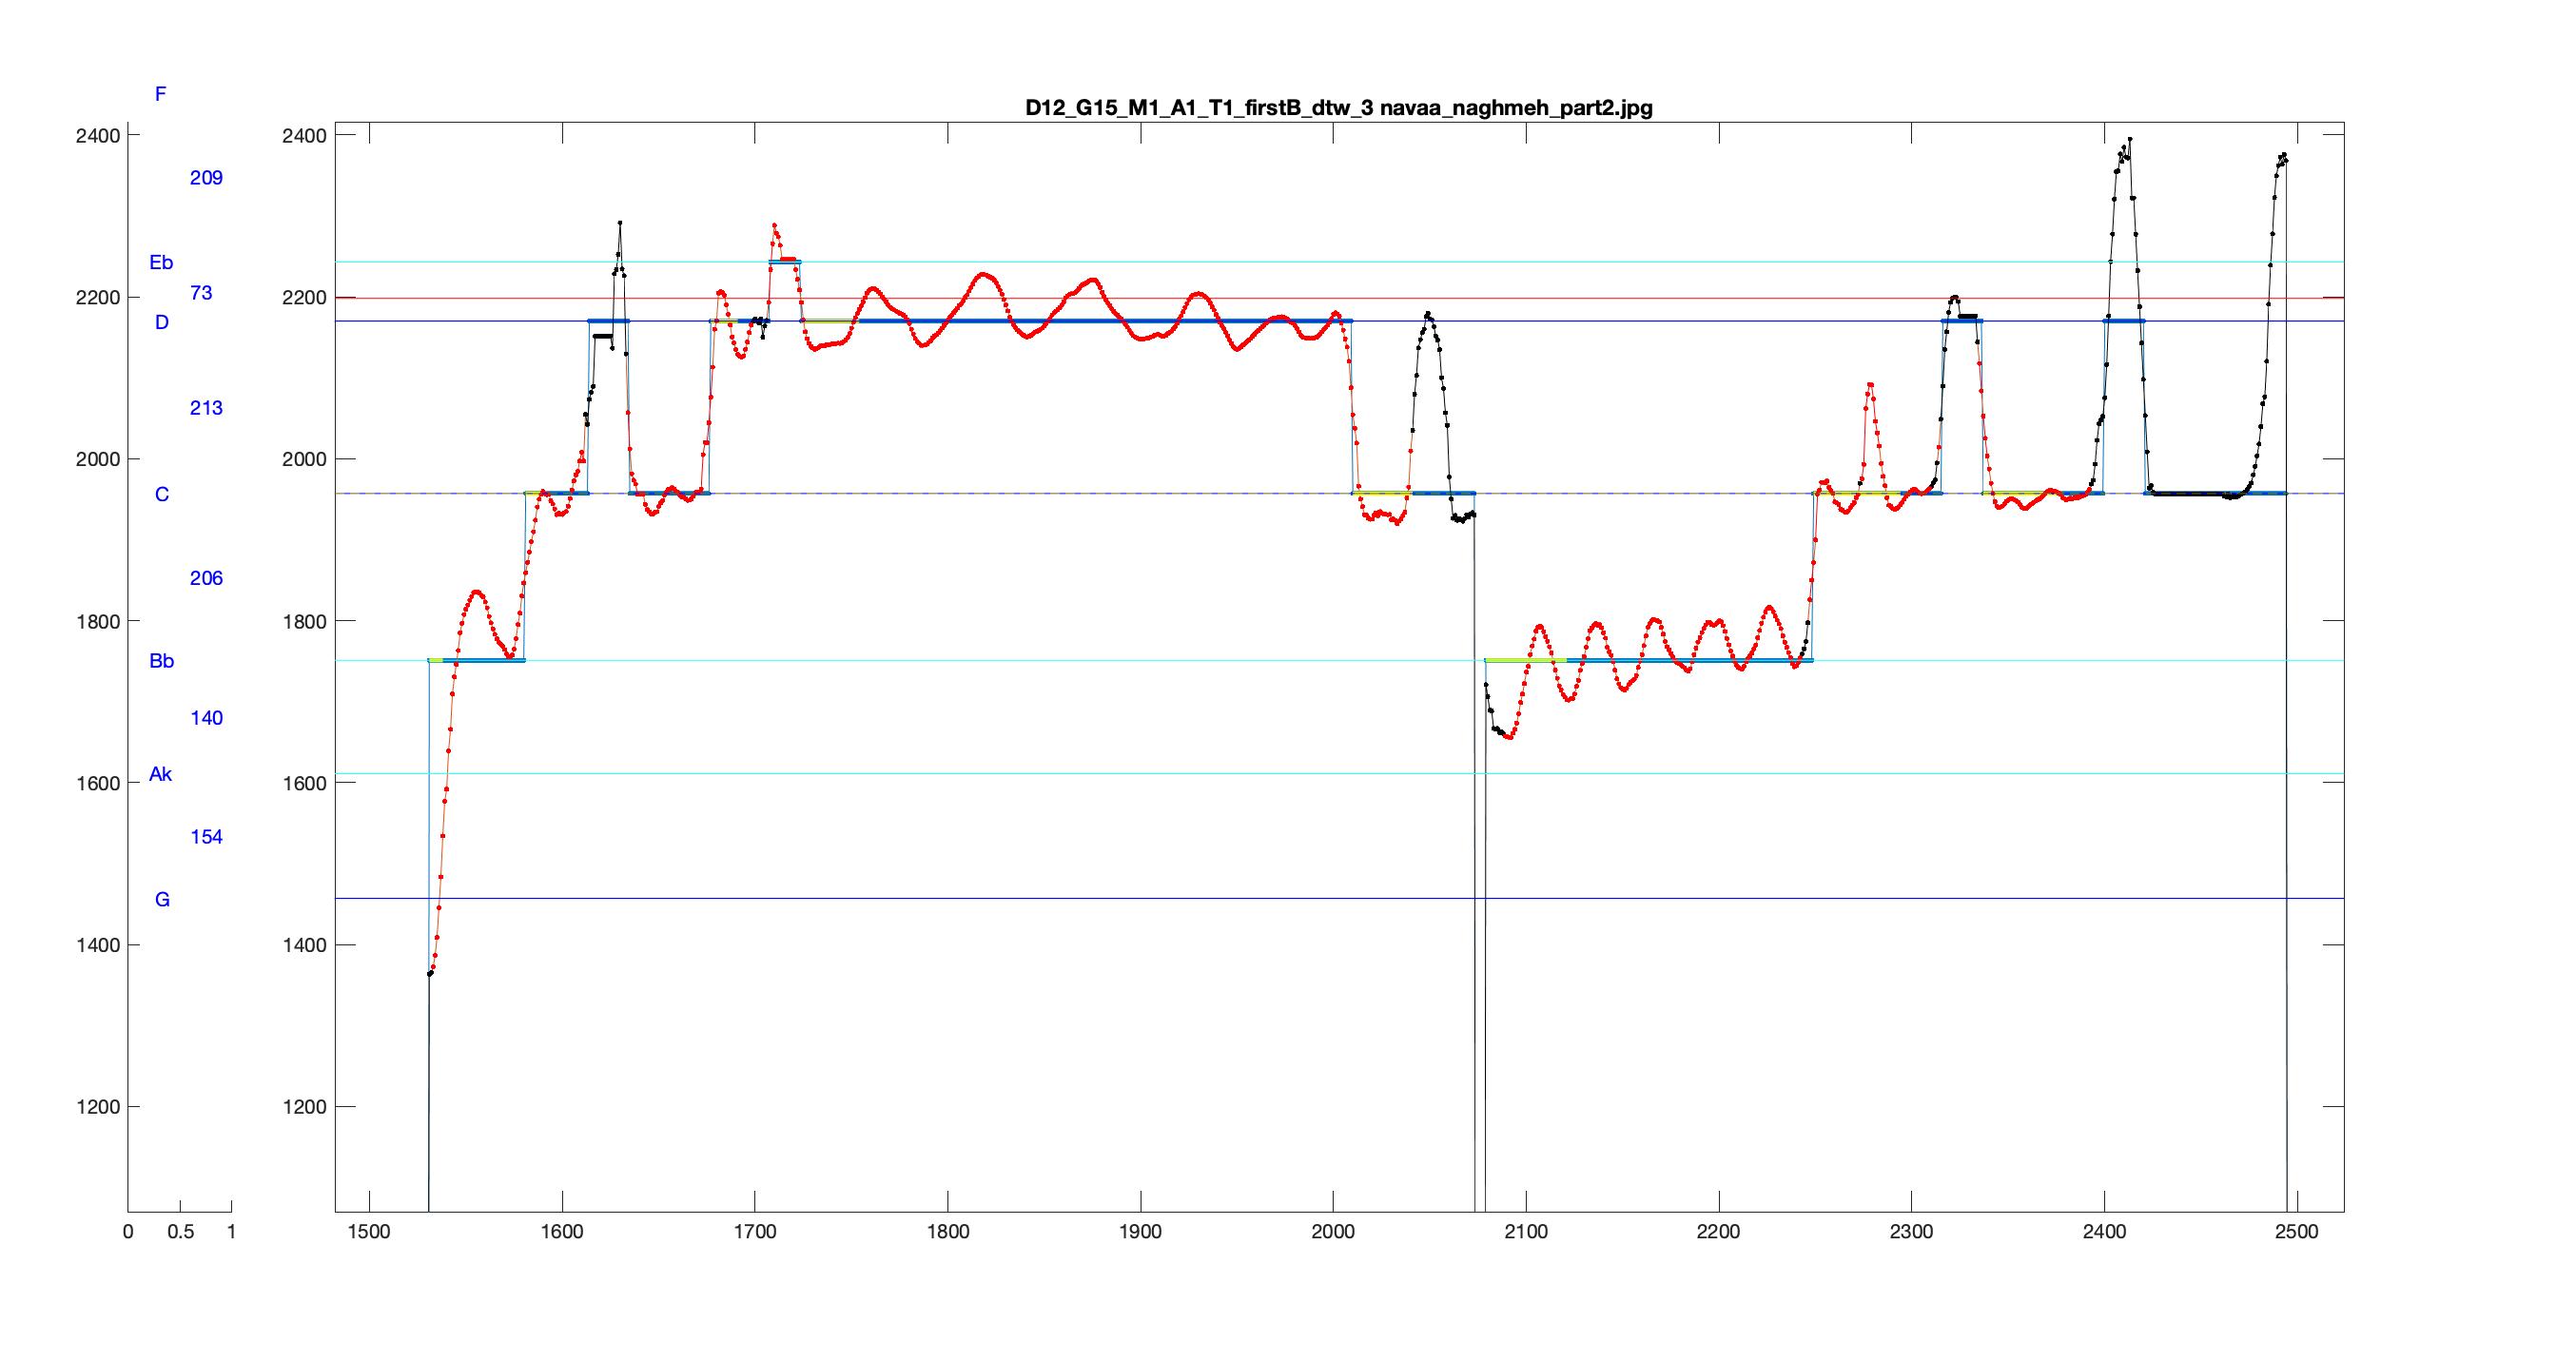 D12_G15_M1_A1_T1_firstB_dtw_3 navaa_naghmeh_part2.jpg
F
2400 2400
209
Eb
73
2200 2200
D
213
2000 2000
C
206
1800 1800
Bb
140
Ak
1600 1600
154
G
1400 1400
1200 1200
0 0.5 1 1500 1600 1700 1800 1900 2000 2100 2200 2300 2400 2500